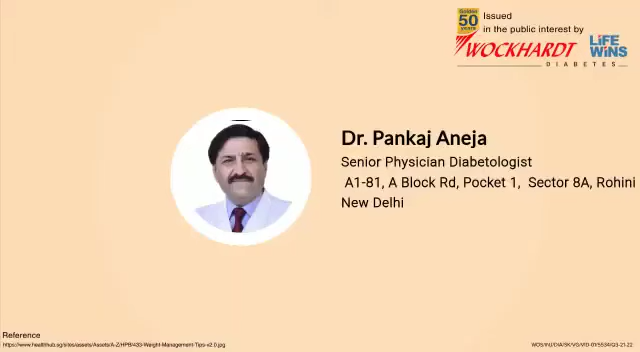 Golden
50
years
Issued
in the public interest by
WOCKHARDT
LiFE
WiNS
DIABETES
Dr. Pankaj Aneja
Senior Physician Diabetologist
A1-81, A Block Rd, Pocket 1, Sector 8A, Rohini
New Delhi
Reference